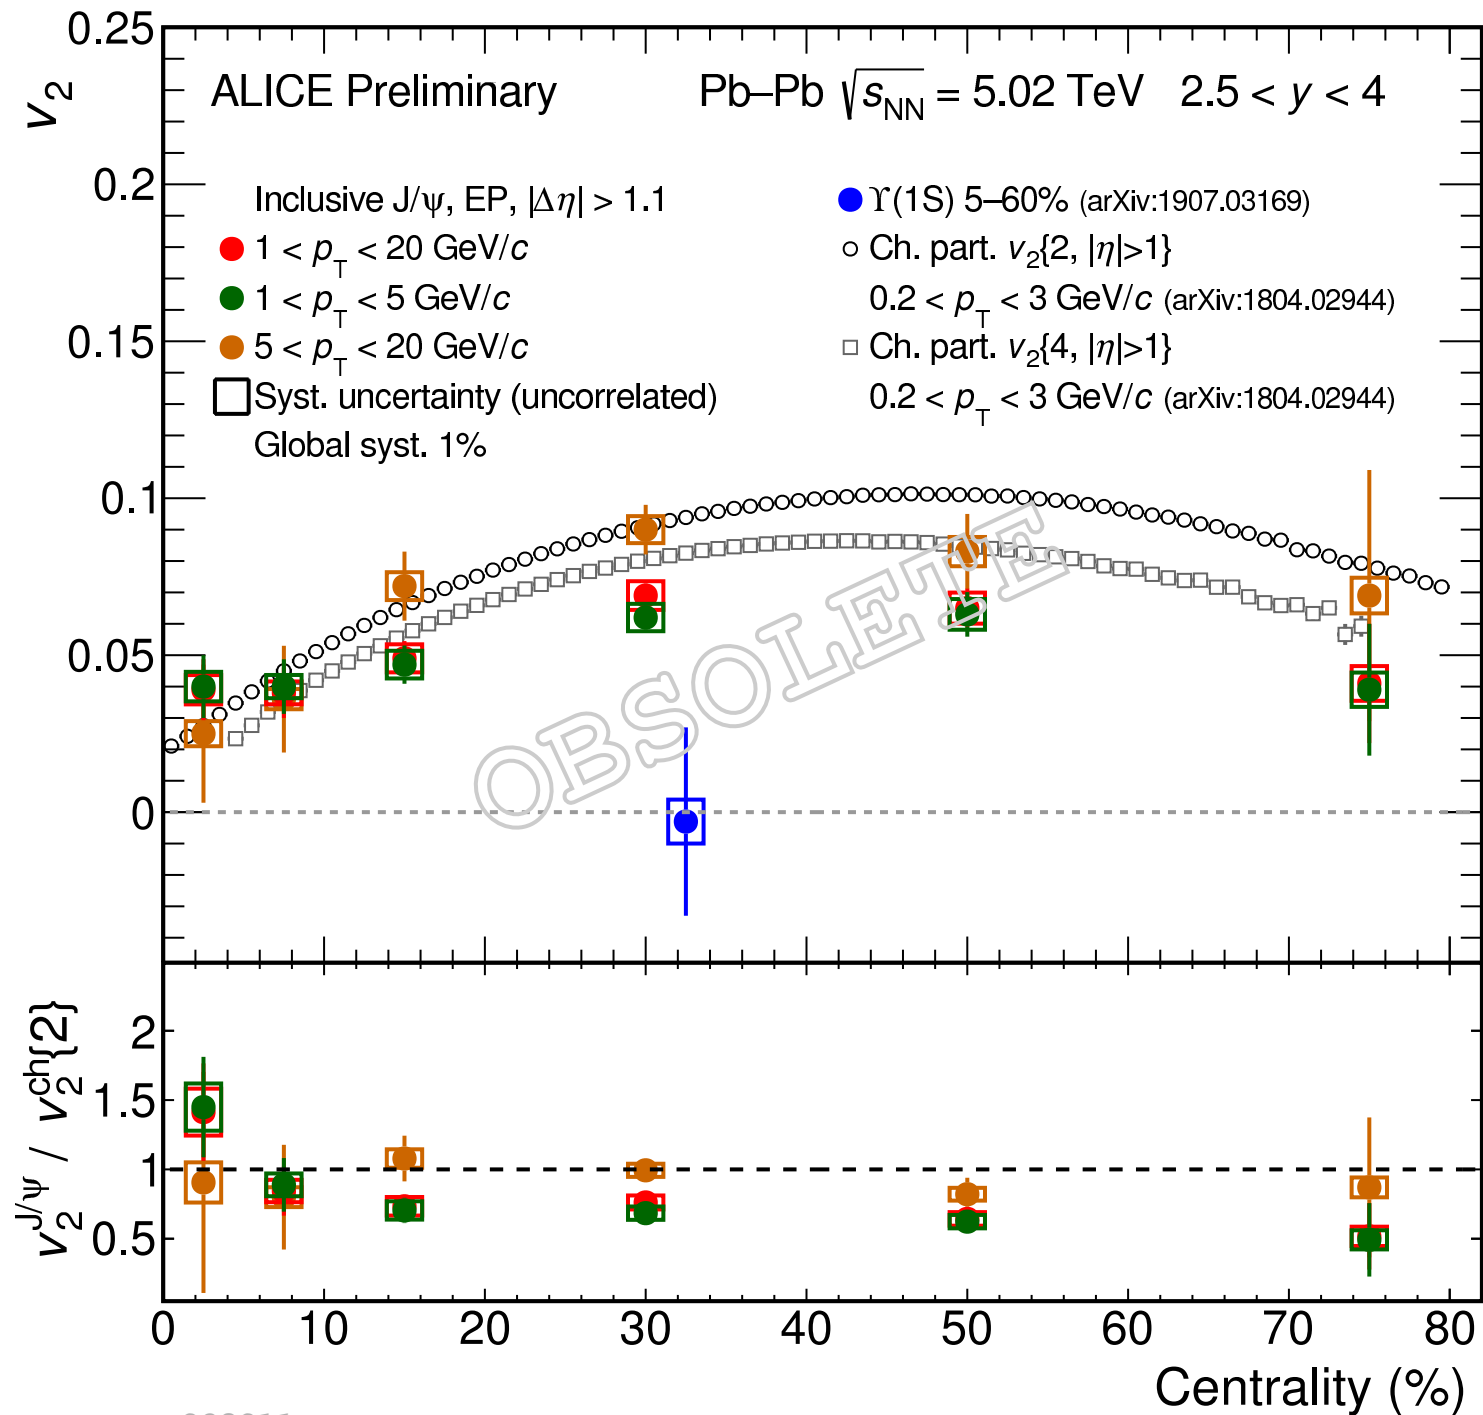 0.25
0.2
0.15
0.1
0.05
0
v₂
ALICE Preliminary
Pb–Pb √sNN = 5.02 TeV 2.5 < y < 4
Inclusive J/ψ, EP, |Δη| > 1.1
1 < pT < 20 GeV/c
1 < pT < 5 GeV/c
5 < pT < 20 GeV/c
Syst. uncertainty (uncorrelated)
Global syst. 1%
ϒ(1S) 5–60% (arXiv:1907.03169)
Ch. part. v₂{2, |η|>1}
0.2 < pT < 3 GeV/c (arXiv:1804.02944)
Ch. part. v₂{4, |η|>1}
0.2 < pT < 3 GeV/c (arXiv:1804.02944)
OBSOLETE
2
1.5
1
0.5
v₂^J/ψ / v₂^ch{2}
0 10 20 30 40 50 60 70 80
Centrality (%)